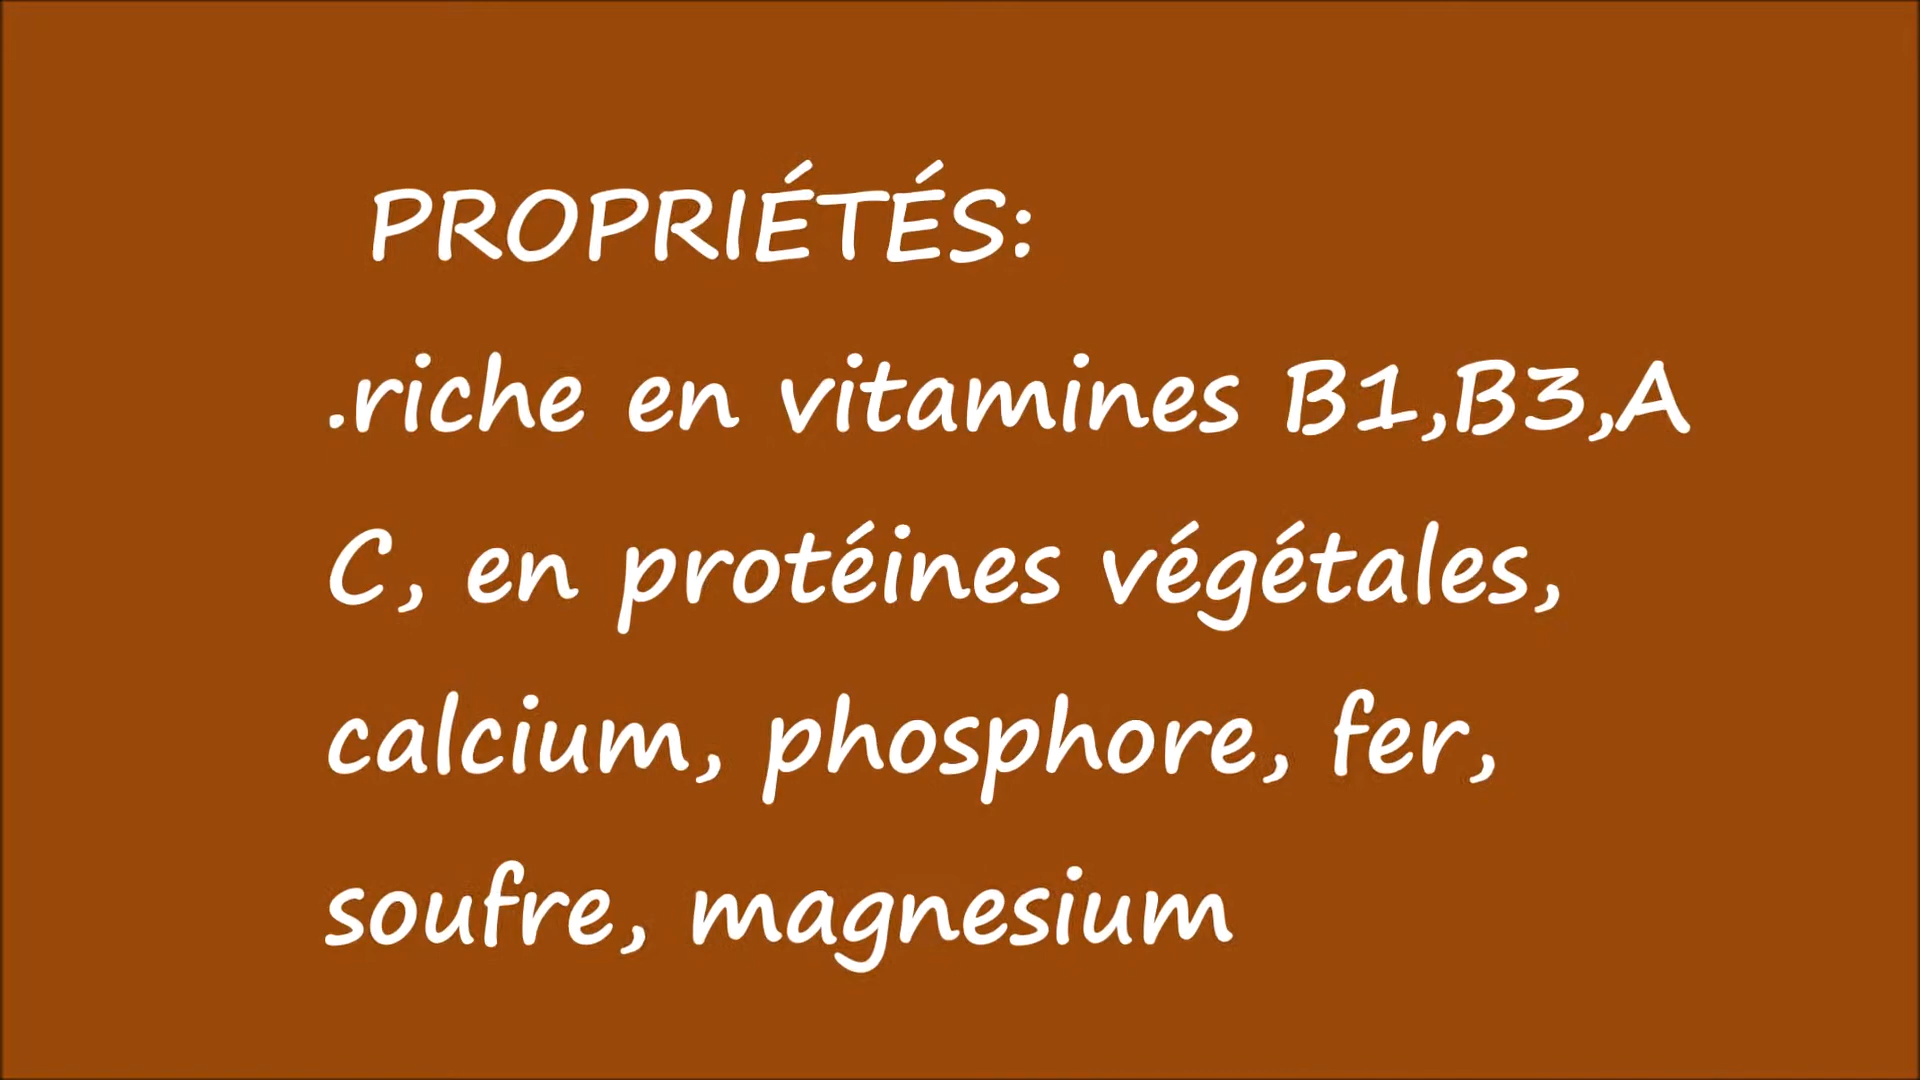 PROPRIÉTÉS:
.riche en vitamines B1,B3,A
C, en protéines végétales,
calcium, phosphore, fer,
soufre, magnesium